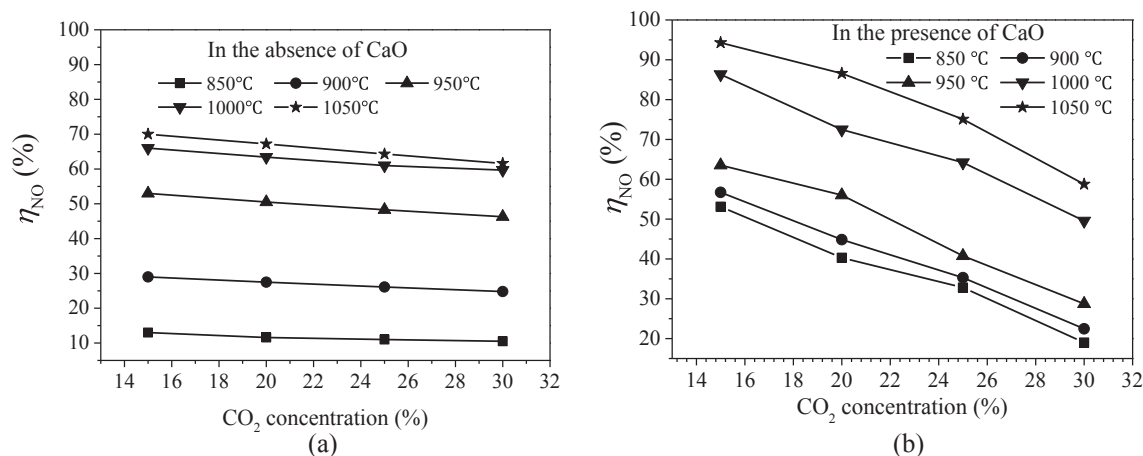 100
90
80
70
60
50
40
30
20
10
η_NO (%)
In the absence of CaO
850℃ 900℃ 950℃
1000℃ 1050℃
14 16 18 20 22 24 26 28 30 32
CO₂ concentration (%)
(a)
100
90
80
70
60
50
40
30
20
η_NO (%)
In the presence of CaO
850 ℃ 900 ℃
950 ℃ 1000 ℃
1050 ℃
14 16 18 20 22 24 26 28 30 32
CO₂ concentration (%)
(b)